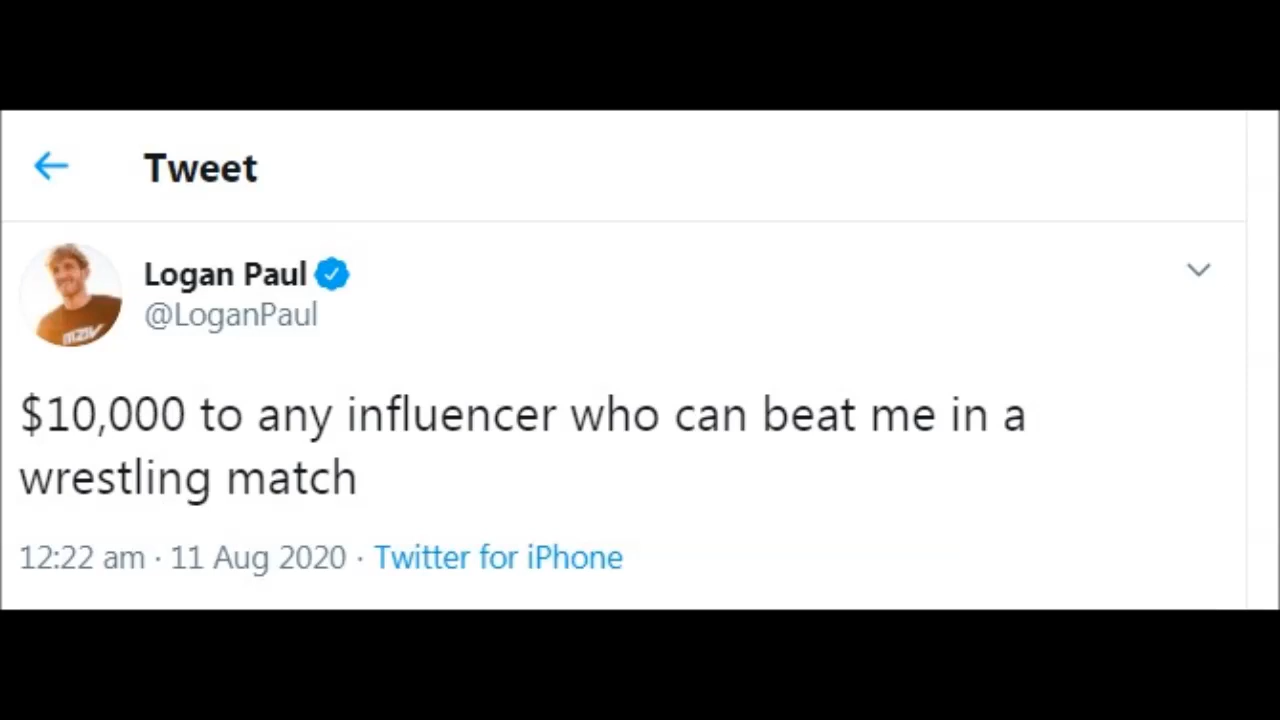 Tweet
Logan Paul
@LoganPaul
$10,000 to any influencer who can beat me in a
wrestling match
12:22 am · 11 Aug 2020 · Twitter for iPhone